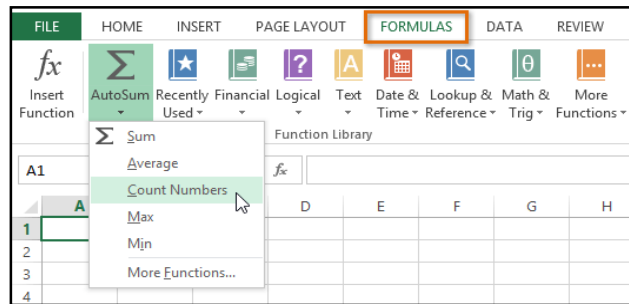 FILE HOME INSERT PAGE LAYOUT FORMULAS DATA REVIEW
fx Σ ? A θ ...
Insert Function
AutoSum
Recently Used
Financial
Logical
Text
Date & Time
Lookup & Reference
Math & Trig
More Functions
Function Library
Σ Sum
Average
Count Numbers
Max
Min
More Functions...
A1 fx
A D E F G H
1
2
3
4